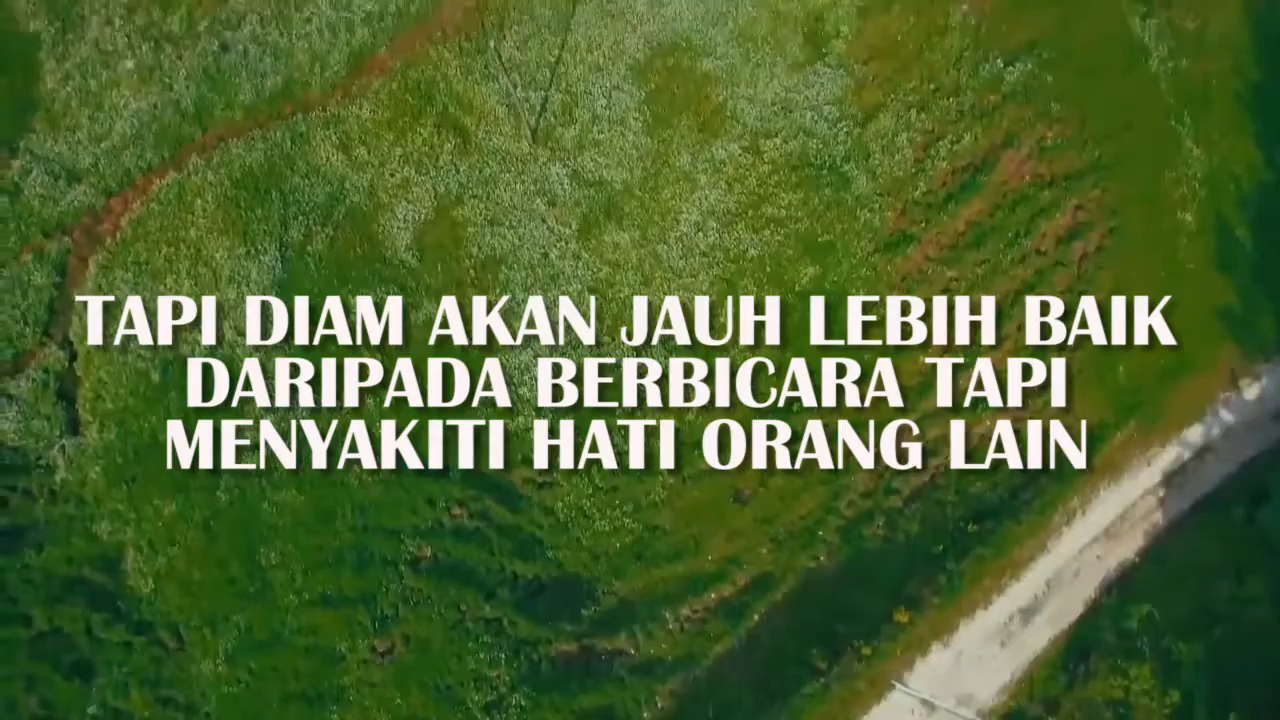 TAPI DIAM AKAN JAUH LEBIH BAIK
DARIPADA BERBICARA TAPI
MENYAKITI HATI ORANG LAIN